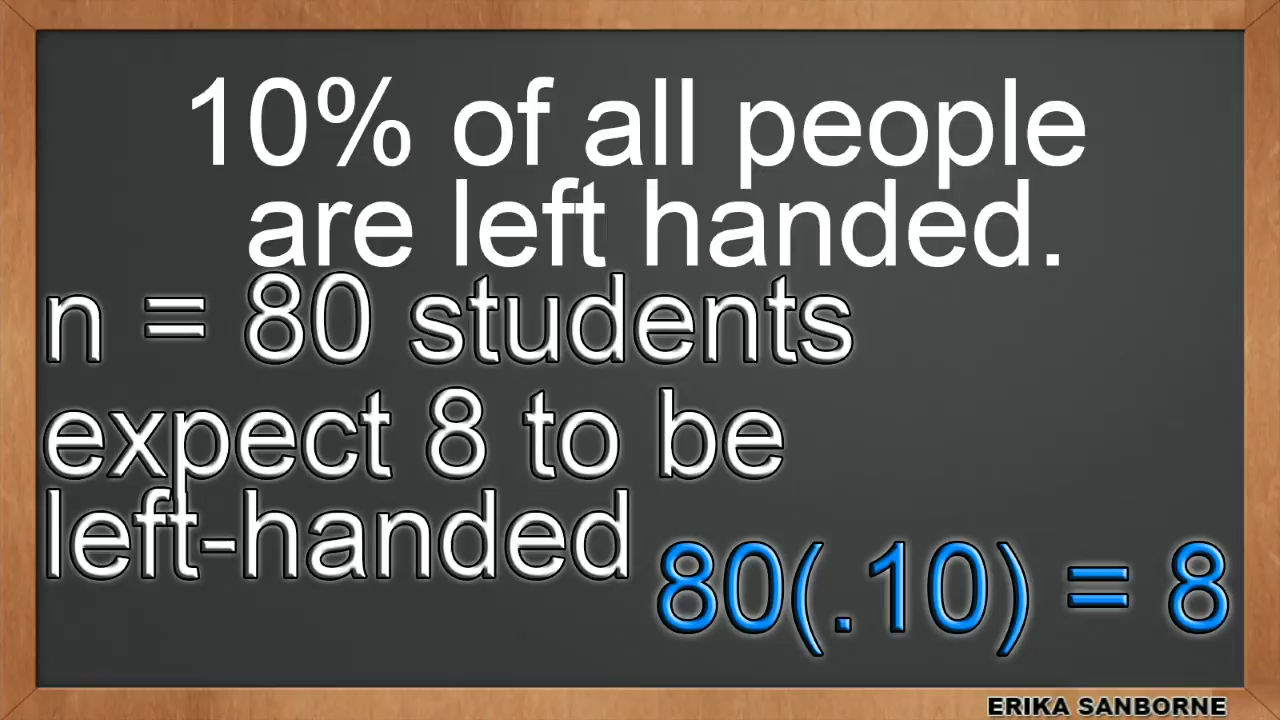 10% of all people
are left handed.
n = 80 students
expect 8 to be
left-handed
80(.10) = 8
ERIKA SANBORNE